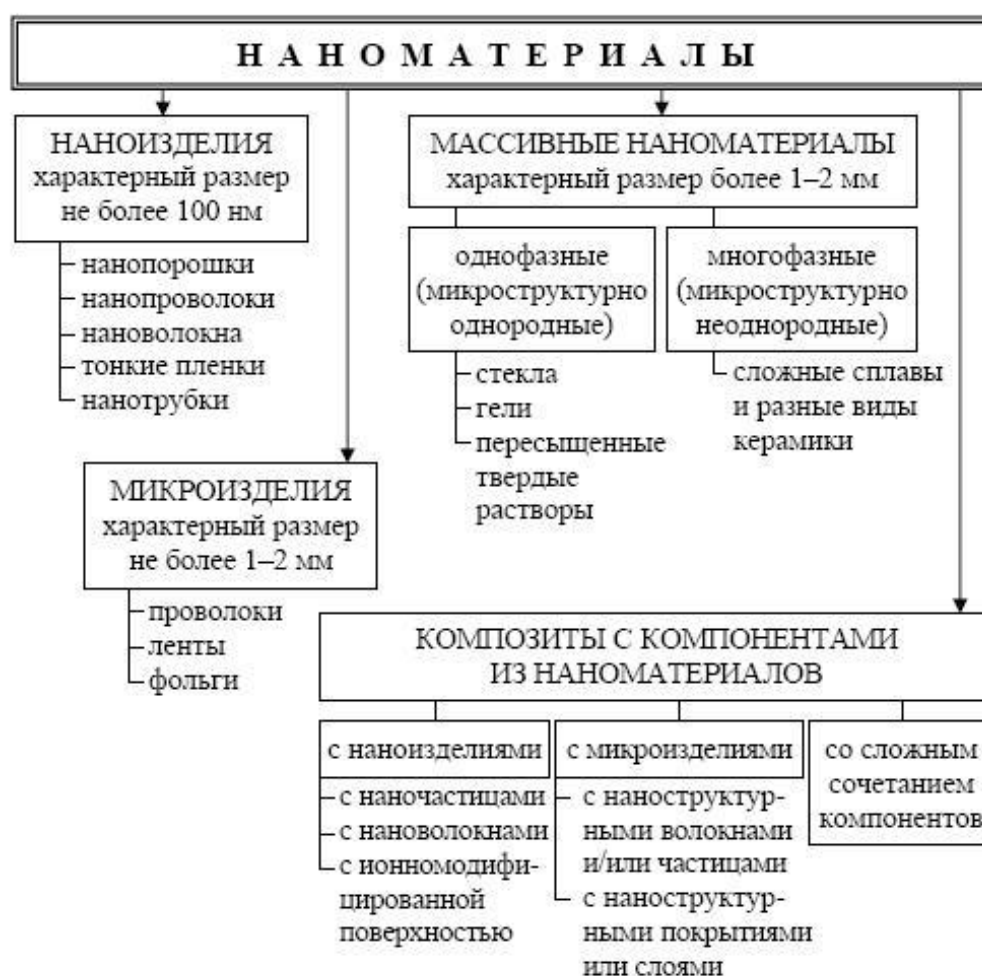 НАНОМАТЕРИАЛЫ
НАНОИЗДЕЛИЯ
характерный размер
не более 100 нм
нанопорошки
нанопроволоки
нановолокна
тонкие пленки
нанотрубки
МИКРОИЗДЕЛИЯ
характерный размер
не более 1–2 мм
проволоки
ленты
фольги
МАССИВНЫЕ НАНОМАТЕРИАЛЫ
характерный размер более 1–2 мм
однофазные
(микроструктурно
однородные)
стекла
гели
пересыщенные
твердые
растворы
многофазные
(микроструктурно
неоднородные)
сложные сплавы
и разные виды
керамики
КОМПОЗИТЫ С КОМПОНЕНТАМИ
ИЗ НАНОМАТЕРИАЛОВ
с наноизделиями
с наночастицами
с нановолокнами
с ионномодифи-
цированной
поверхностью
с микроизделиями
с наноструктур-
ными волокнами
и/или частицами
с наноструктур-
ными покрытиями
или слоями
со сложным
сочетанием
компонентов